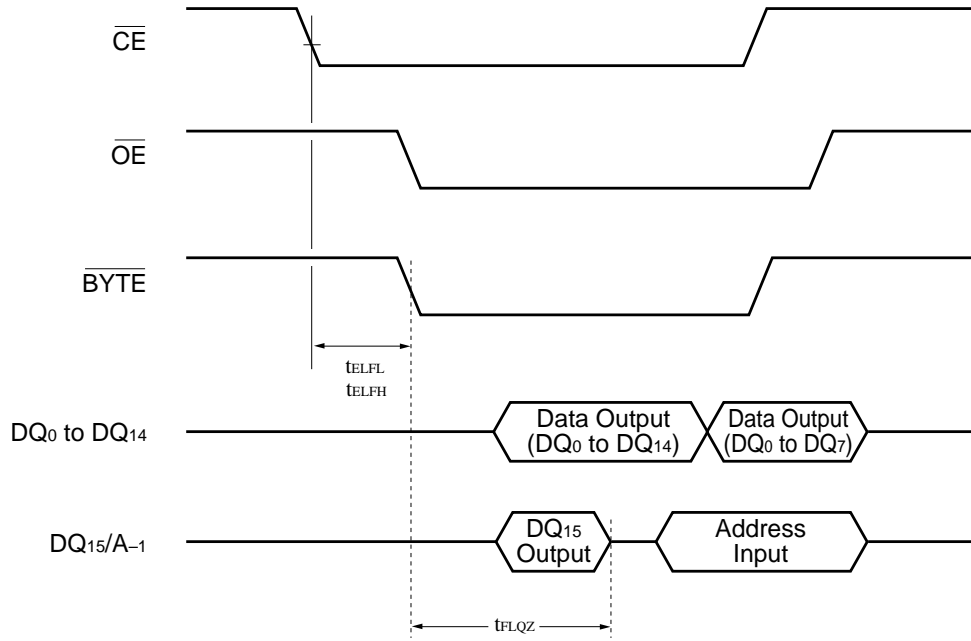 CE
OE
BYTE
tELFL
tELFH
DQ0 to DQ14
Data Output
(DQ0 to DQ14)
Data Output
(DQ0 to DQ7)
DQ15/A–1
DQ15
Output
Address
Input
tFLQZ